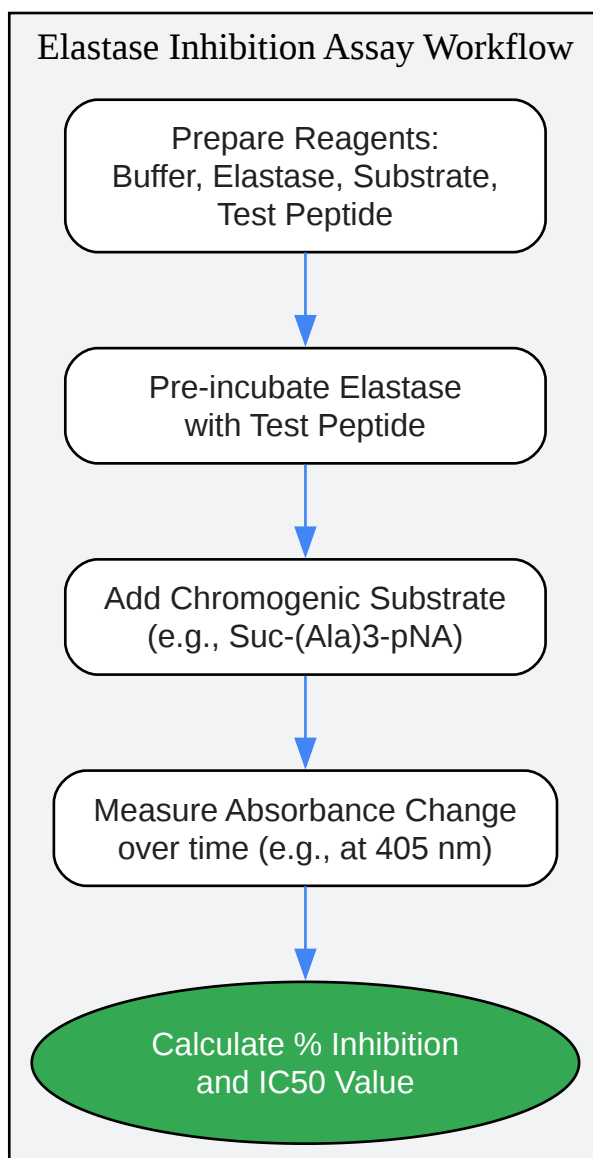 Elastase Inhibition Assay Workflow
Prepare Reagents:
Buffer, Elastase, Substrate,
Test Peptide
Pre-incubate Elastase
with Test Peptide
Add Chromogenic Substrate
(e.g., Suc-(Ala)3-pNA)
Measure Absorbance Change
over time (e.g., at 405 nm)
Calculate % Inhibition
and IC50 Value